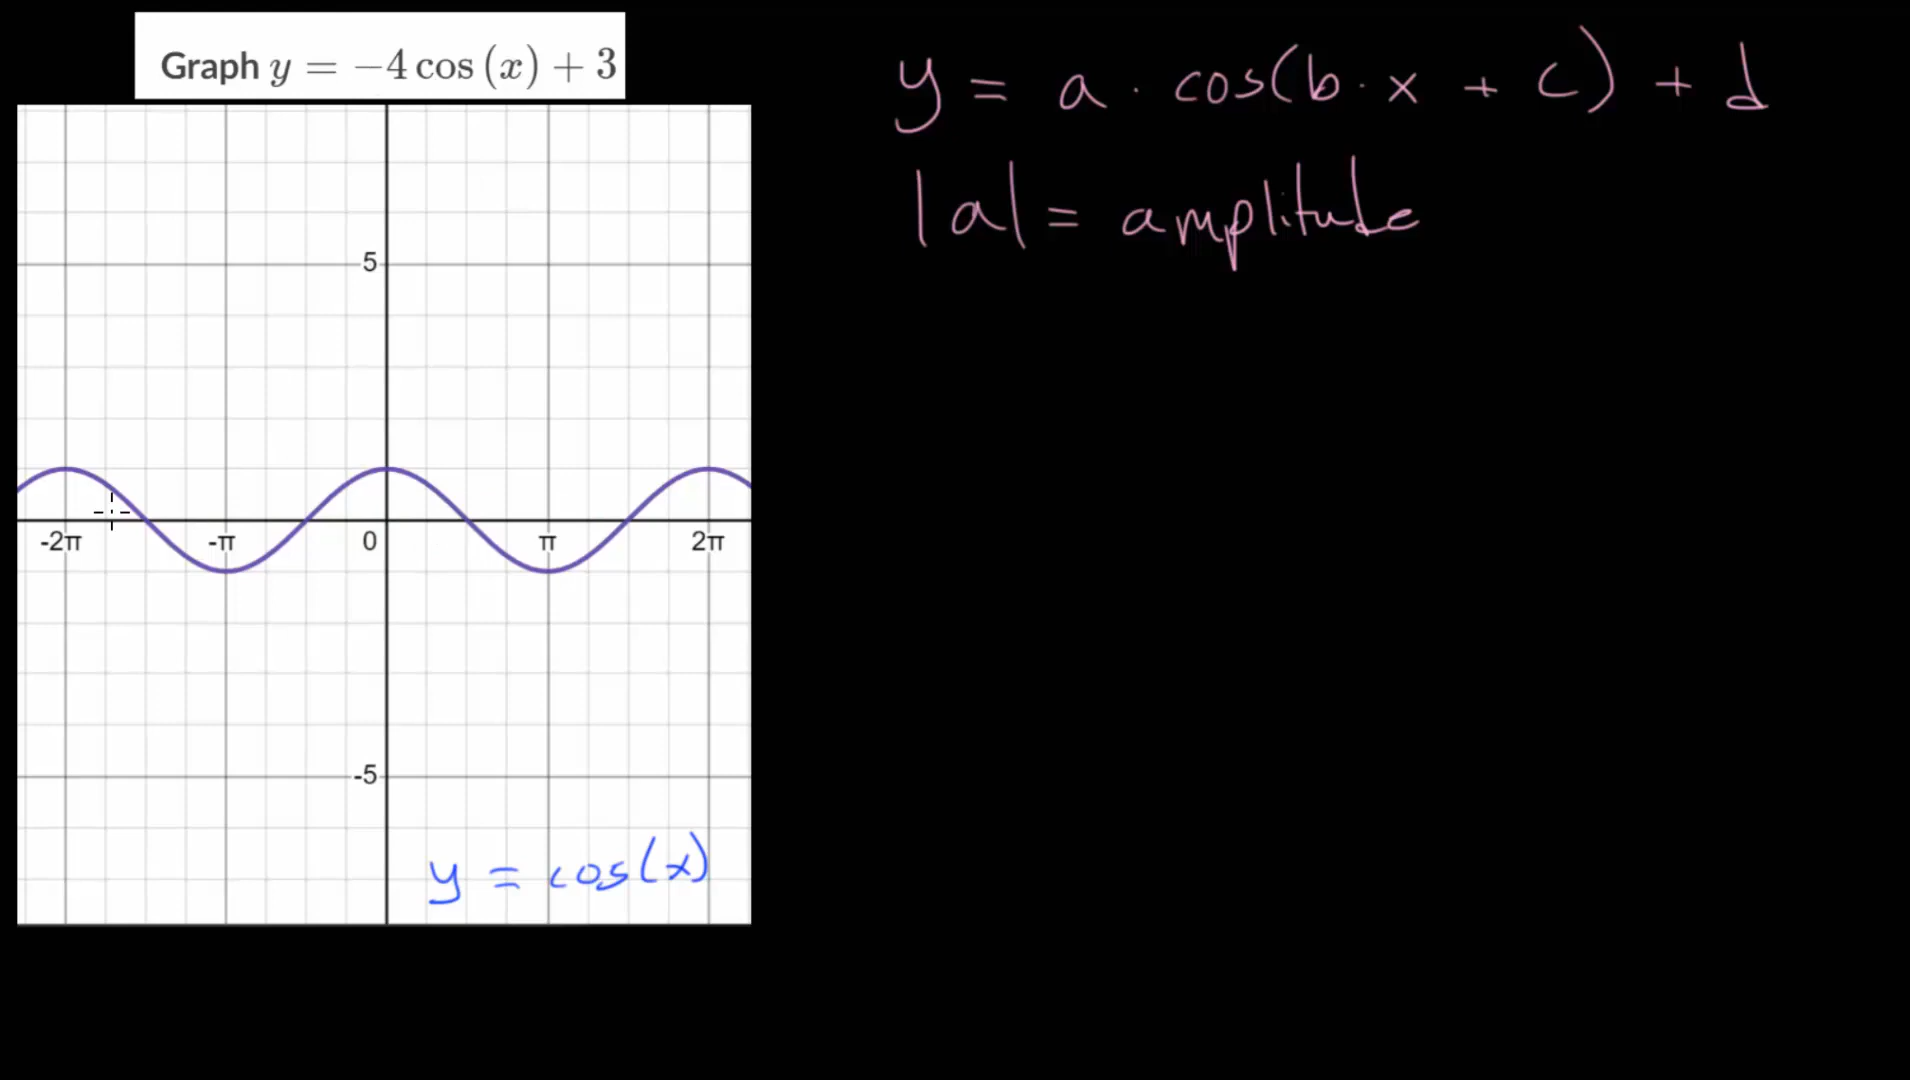 Graph y = −4 cos (x) + 3
y = a · cos(b · x + c) + d
|a| = amplitude
5
-2π -π 0 π 2π
-5
y = cos(x)